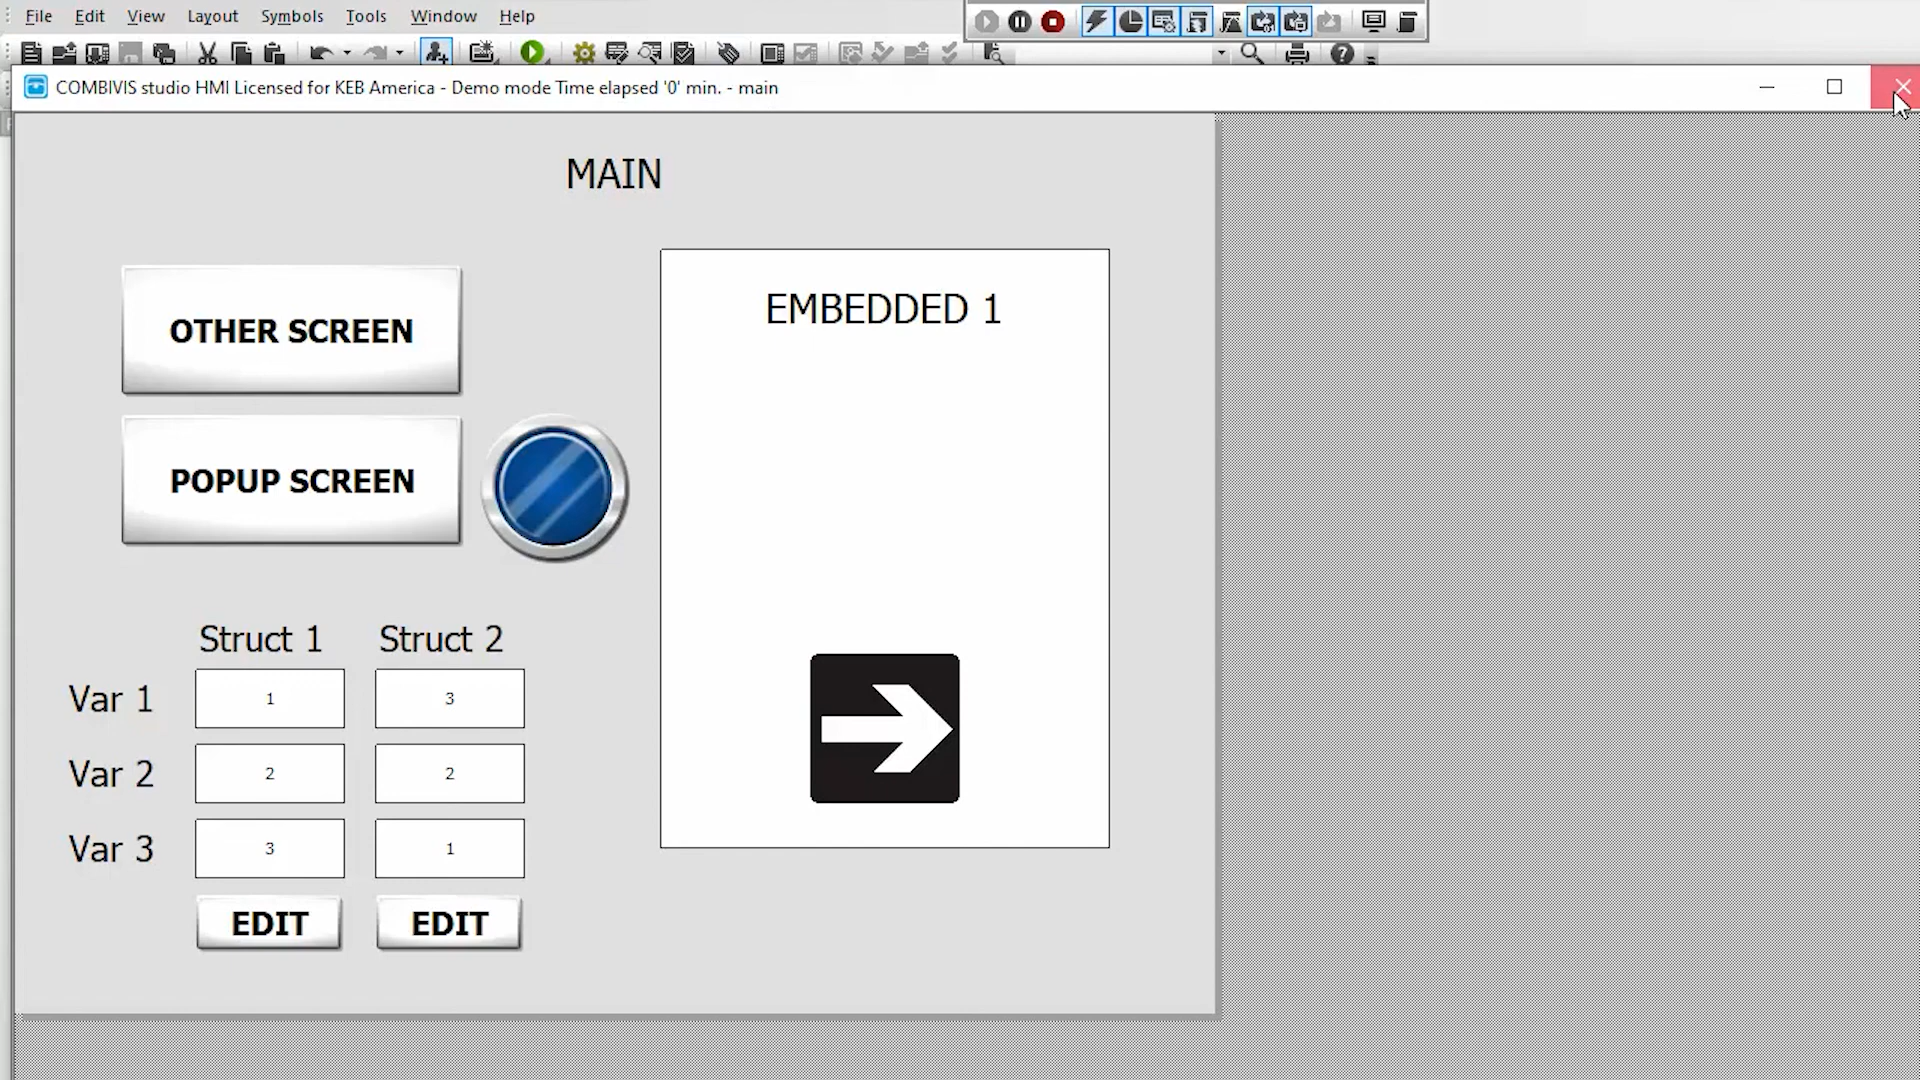 File Edit View Layout Symbols Tools Window Help
COMBIVIS studio HMI Licensed for KEB America - Demo mode Time elapsed '0' min. - main
MAIN
OTHER SCREEN
POPUP SCREEN
EMBEDDED 1
Struct 1 Struct 2
Var 1 1 3
Var 2 2 2
Var 3 3 1
EDIT EDIT